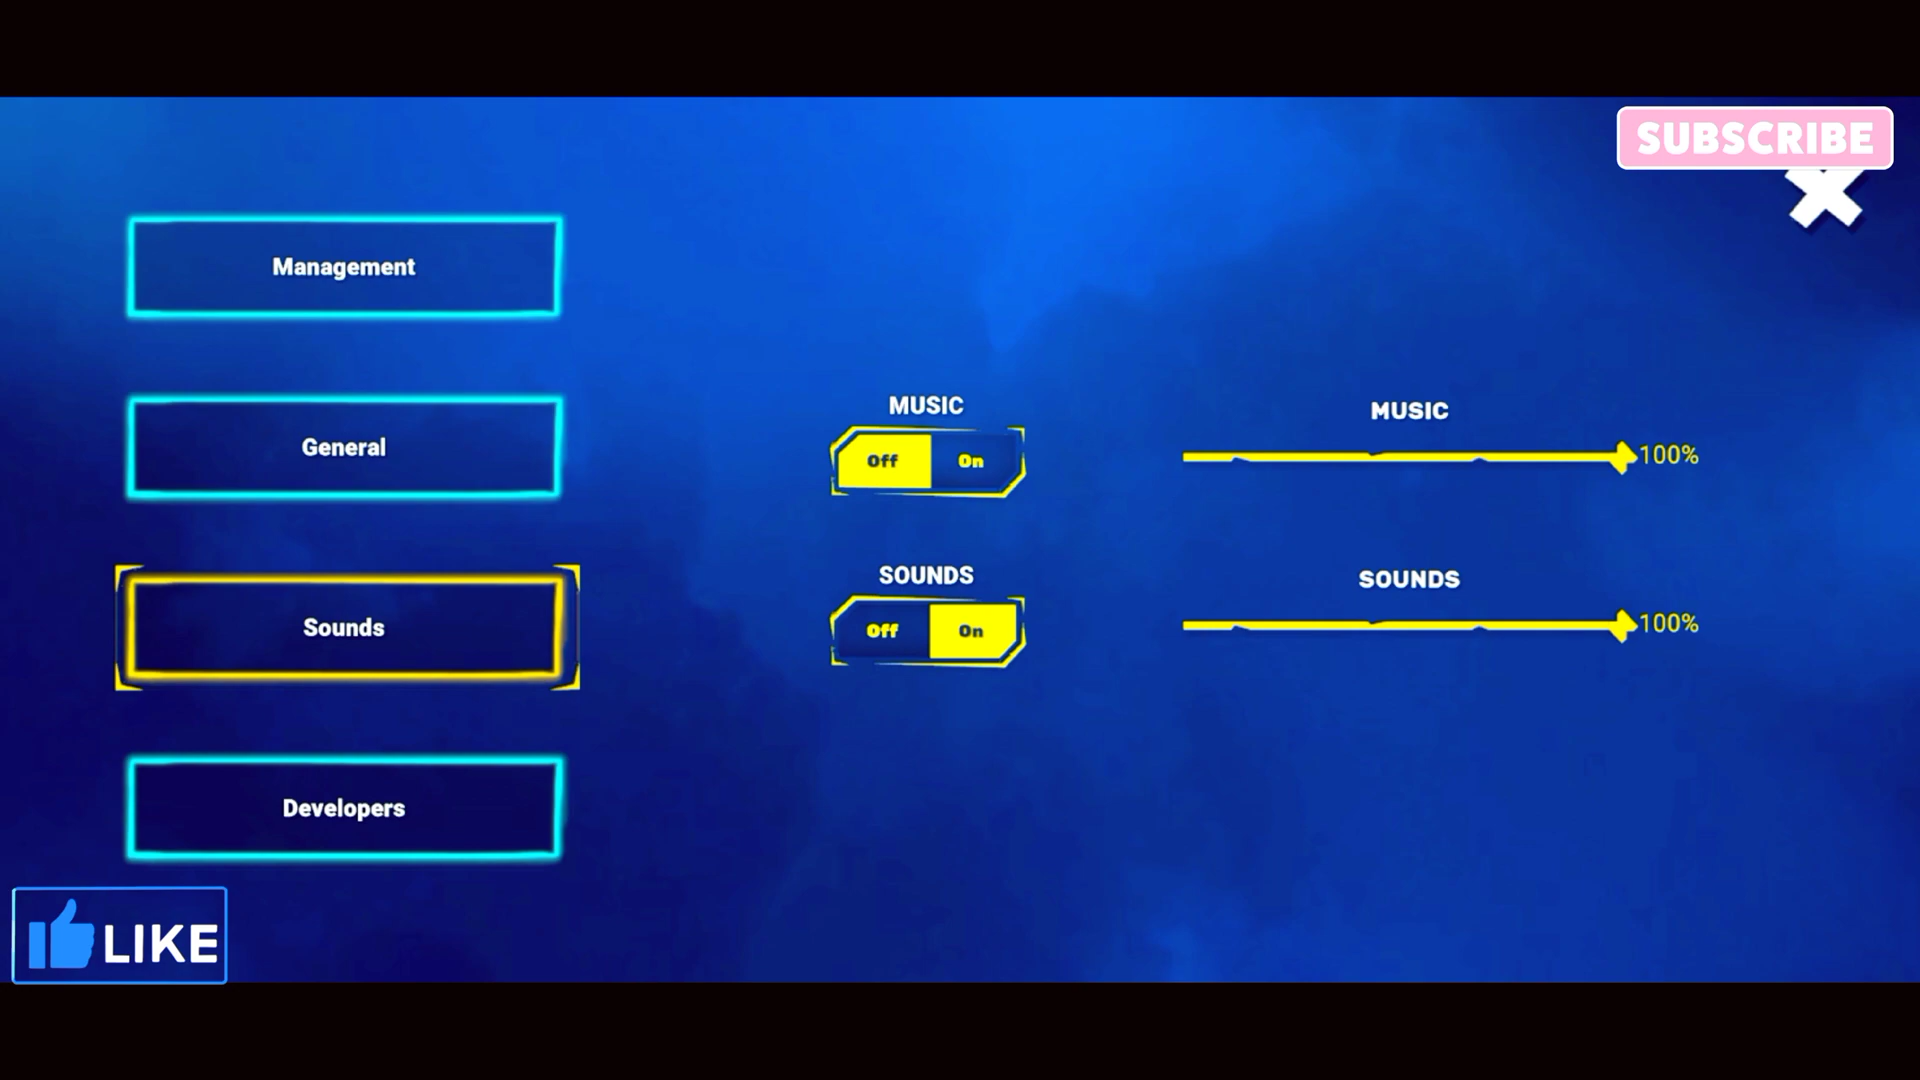 SUBSCRIBE
Management
General
Sounds
Developers
MUSIC
Off On
SOUNDS
Off On
MUSIC
100%
SOUNDS
100%
LIKE